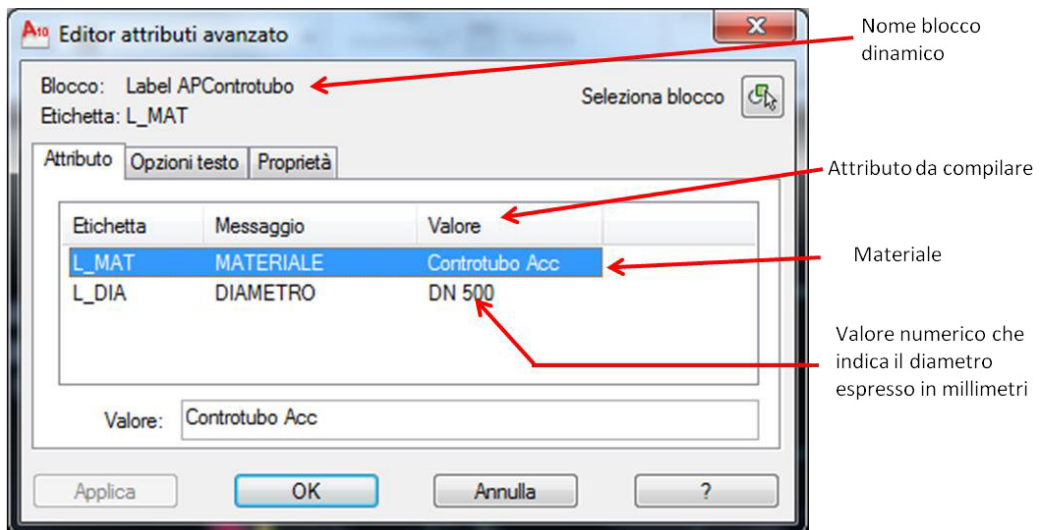 A10 Editor attributi avanzato
Nome blocco
dinamico
Blocco: Label APControtubo
Etichetta: L_MAT
Seleziona blocco
Attributo Opzioni testo Proprietà
Attributo da compilare
Etichetta Messaggio Valore
L_MAT MATERIALE Controtubo Acc
L_DIA DIAMETRO DN 500
Materiale
Valore numerico che
indica il diametro
espresso in millimetri
Valore: Controtubo Acc
Applica OK Annulla ?